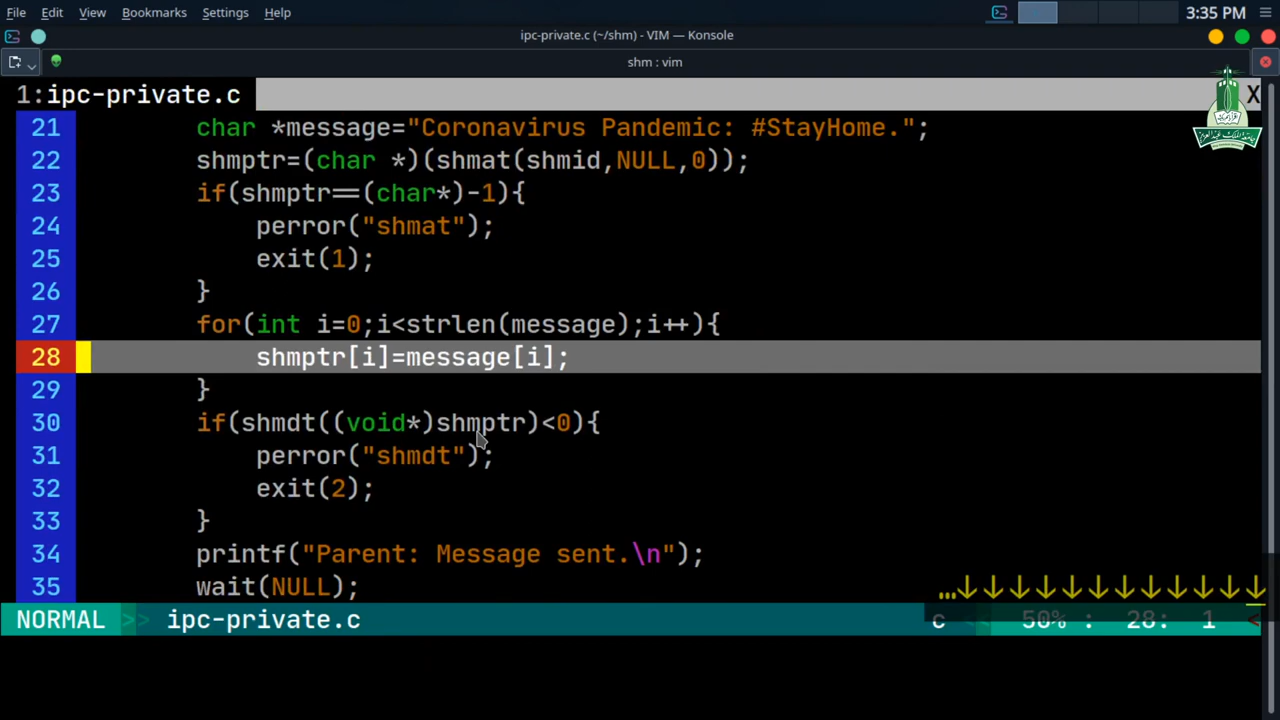 File Edit View Bookmarks Settings Help 3:35 PM
ipc-private.c (~/shm) - VIM — Konsole
shm : vim
1:ipc-private.c X
21 char *message="Coronavirus Pandemic: #StayHome.";
22 shmptr=(char *)(shmat(shmid,NULL,0));
23 if(shmptr==(char*)-1){
24 perror("shmat");
25 exit(1);
26 }
27 for(int i=0;i<strlen(message);i++){
28 shmptr[i]=message[i];
29 }
30 if(shmdt((void*)shmptr)<0){
31 perror("shmdt");
32 exit(2);
33 }
34 printf("Parent: Message sent.\n");
35 wait(NULL);
…↓↓↓↓↓↓↓↓↓↓↓↓
NORMAL >> ipc-private.c c << 50% : 28: 1 <